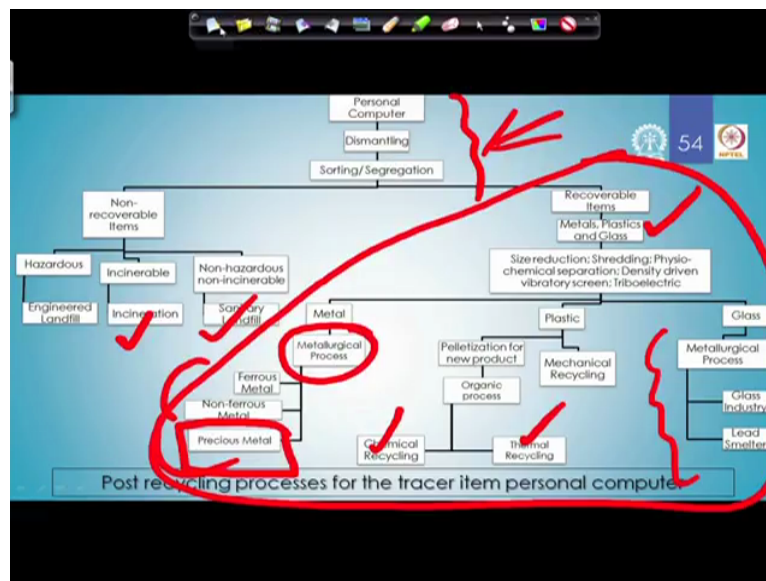 Personal
Computer
Dismantling
Sorting/Segregation
54
NPTEL
Non-
recoverable
Items
Recoverable
Items
Metals, Plastics
and Glass
Hazardous
Incinerable
Non-hazardous
non-incinerable
Size reduction; Shredding; Physio-
chemical separation; Density driven
vibratory screen; Triboelectric
Engineered
Landfill
Incineration
Sanitary
Landfill
Metal
Plastic
Glass
Metallurgical
Process
Pelletization for
new product
Mechanical
Recycling
Metallurgical
Process
Ferrous
Metal
Organic
process
Glass
Industry
Non-ferrous
Metal
Precious Metal
Chemical
Recycling
Thermal
Recycling
Lead
Smelter
Post recycling processes for the tracer item personal computer